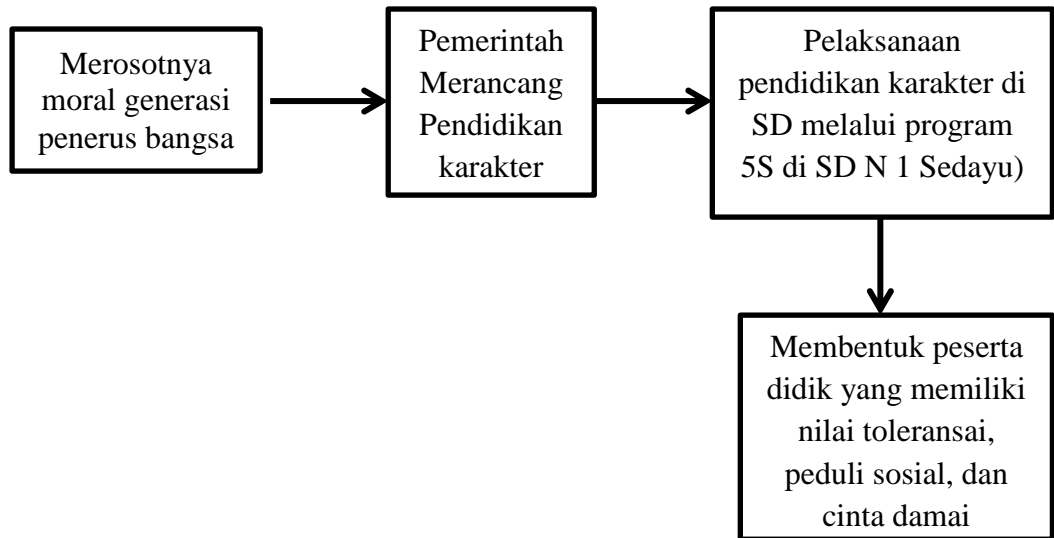 Merosotnya
moral generasi
penerus bangsa
Pemerintah
Merancang
Pendidikan
karakter
Pelaksanaan
pendidikan karakter di
SD melalui program
5S di SD N 1 Sedayu)
Membentuk peserta
didik yang memiliki
nilai toleransai,
peduli sosial, dan
cinta damai